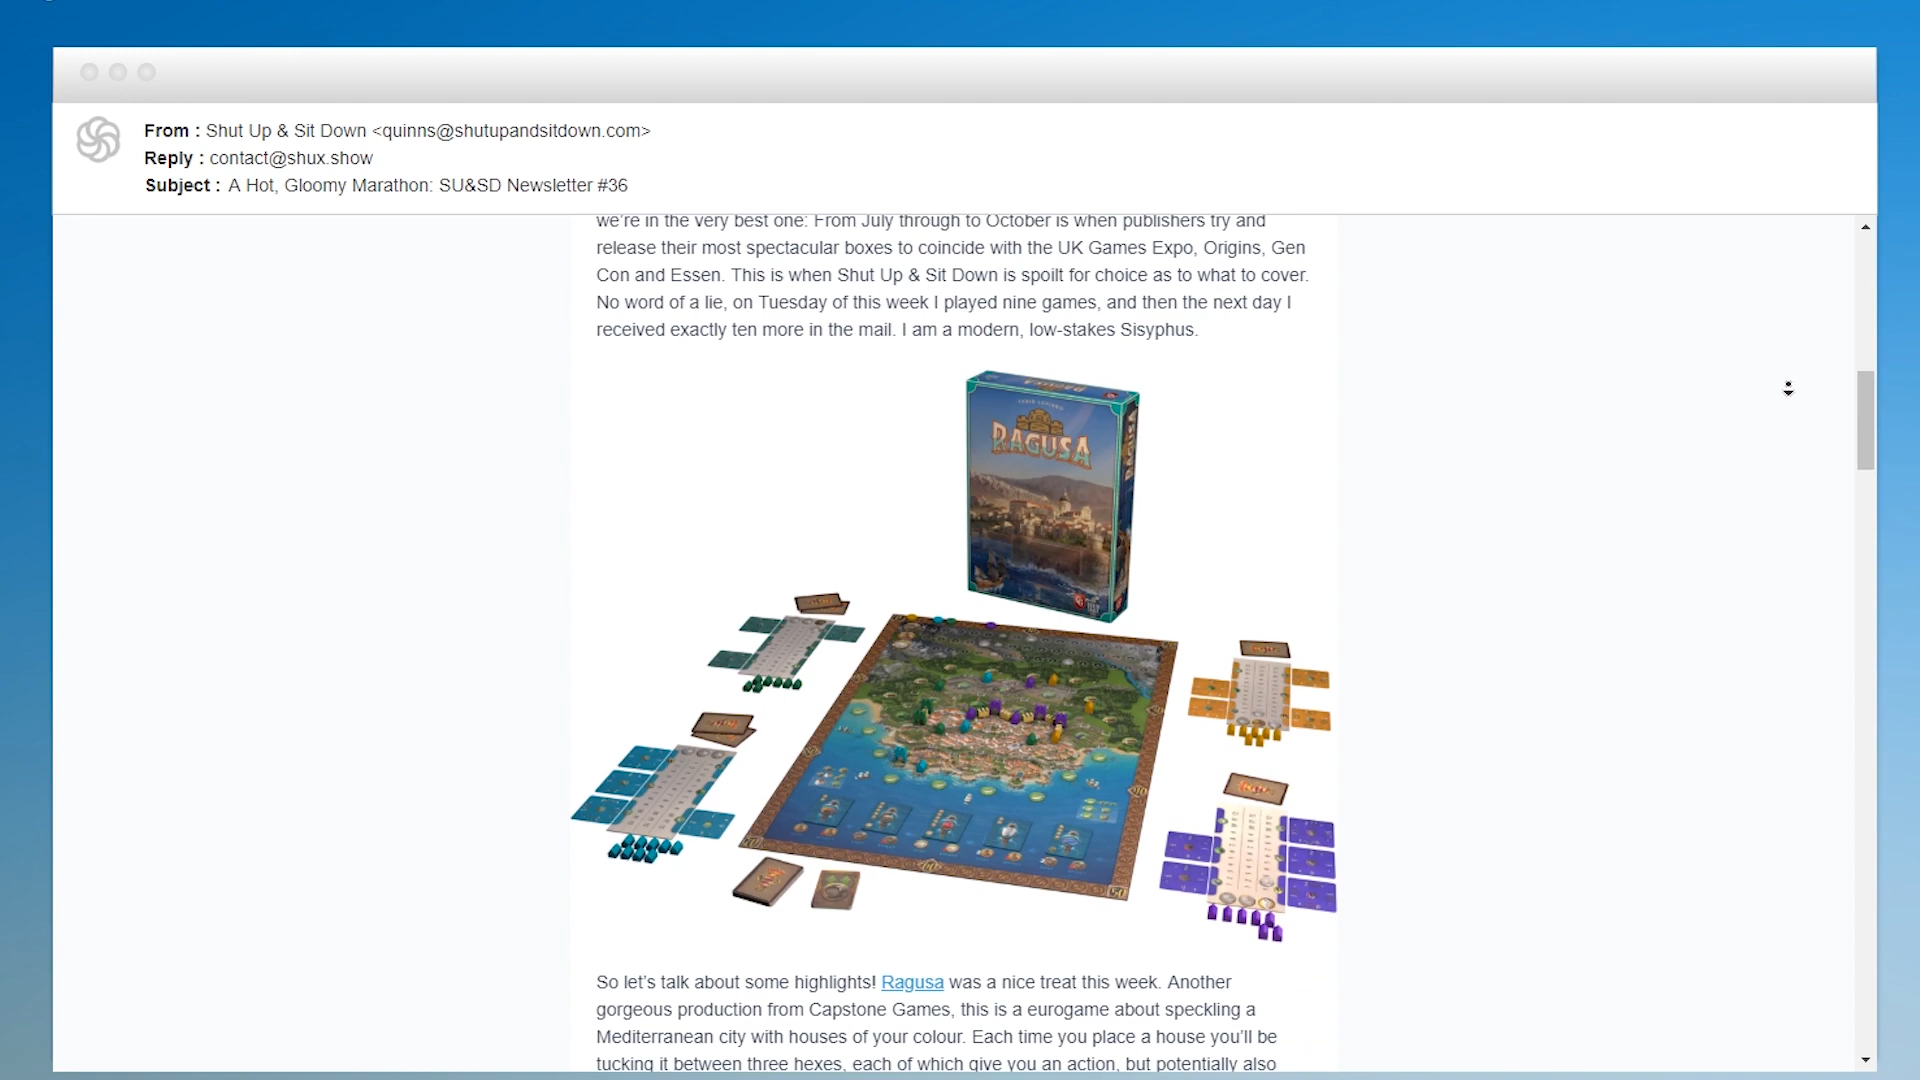 From : Shut Up & Sit Down <quinns@shutupandsitdown.com>
Reply : contact@shux.show
Subject : A Hot, Gloomy Marathon: SU&SD Newsletter #36
we're in the very best one: From July through to October is when publishers try and
release their most spectacular boxes to coincide with the UK Games Expo, Origins, Gen
Con and Essen. This is when Shut Up & Sit Down is spoilt for choice as to what to cover.
No word of a lie, on Tuesday of this week I played nine games, and then the next day I
received exactly ten more in the mail. I am a modern, low-stakes Sisyphus.
RAGUSA
So let's talk about some highlights! Ragusa was a nice treat this week. Another
gorgeous production from Capstone Games, this is a eurogame about speckling a
Mediterranean city with houses of your colour. Each time you place a house you'll be
tucking it between three hexes, each of which give you an action, but potentially also